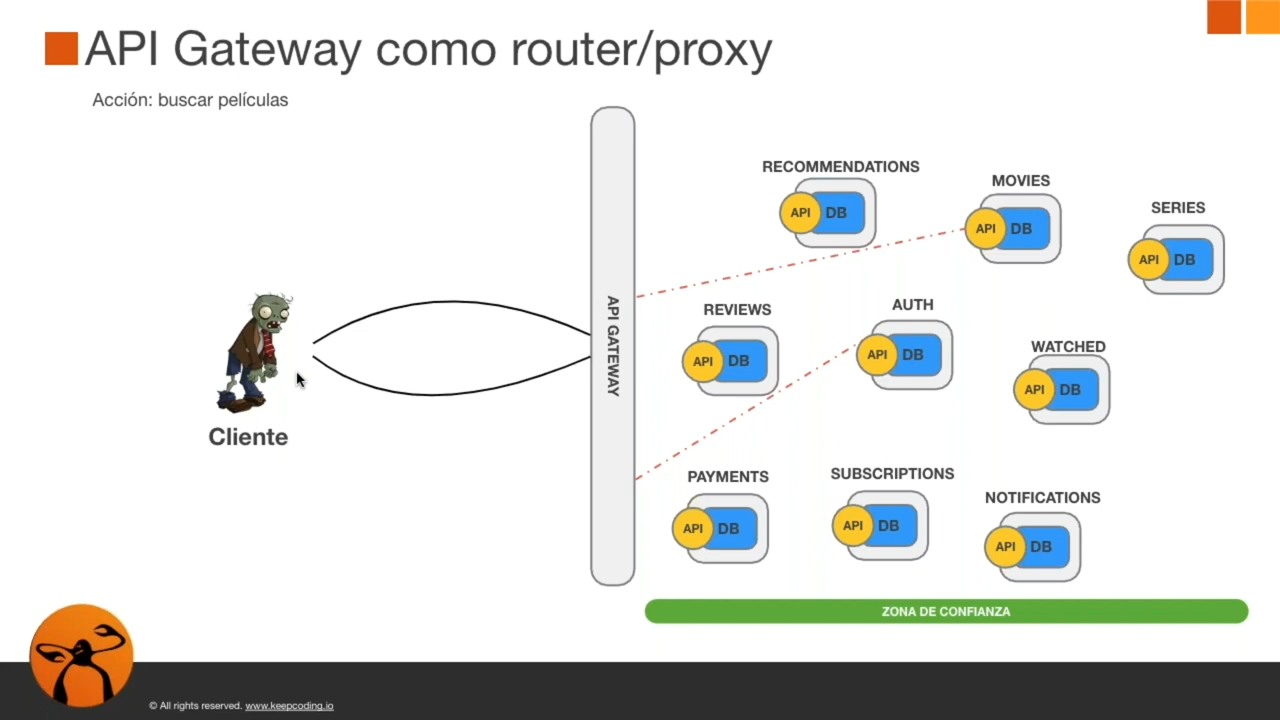 API Gateway como router/proxy
Acción: buscar películas
RECOMMENDATIONS
API DB
MOVIES
API DB
SERIES
API DB
REVIEWS
API DB
AUTH
API DB
WATCHED
API DB
API GATEWAY
Cliente
PAYMENTS
API DB
SUBSCRIPTIONS
API DB
NOTIFICATIONS
API DB
ZONA DE CONFIANZA
© All rights reserved. www.keepcoding.io